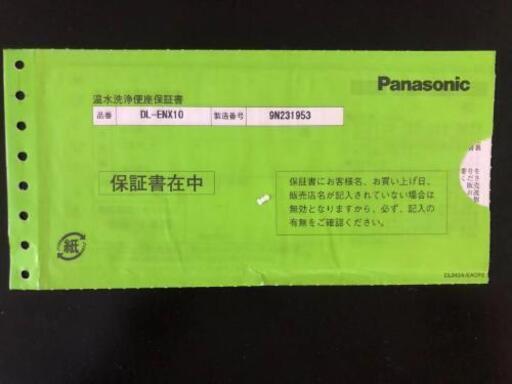 Panasonic
温水洗浄便座保証書
品番 DL-ENX10 製造番号 9N231953
保証書在中
保証書にお客様名、お買い上げ日、
販売店名が記入されていない場合は
無効となりますから、必ず、記入の
有無をご確認ください。
紙